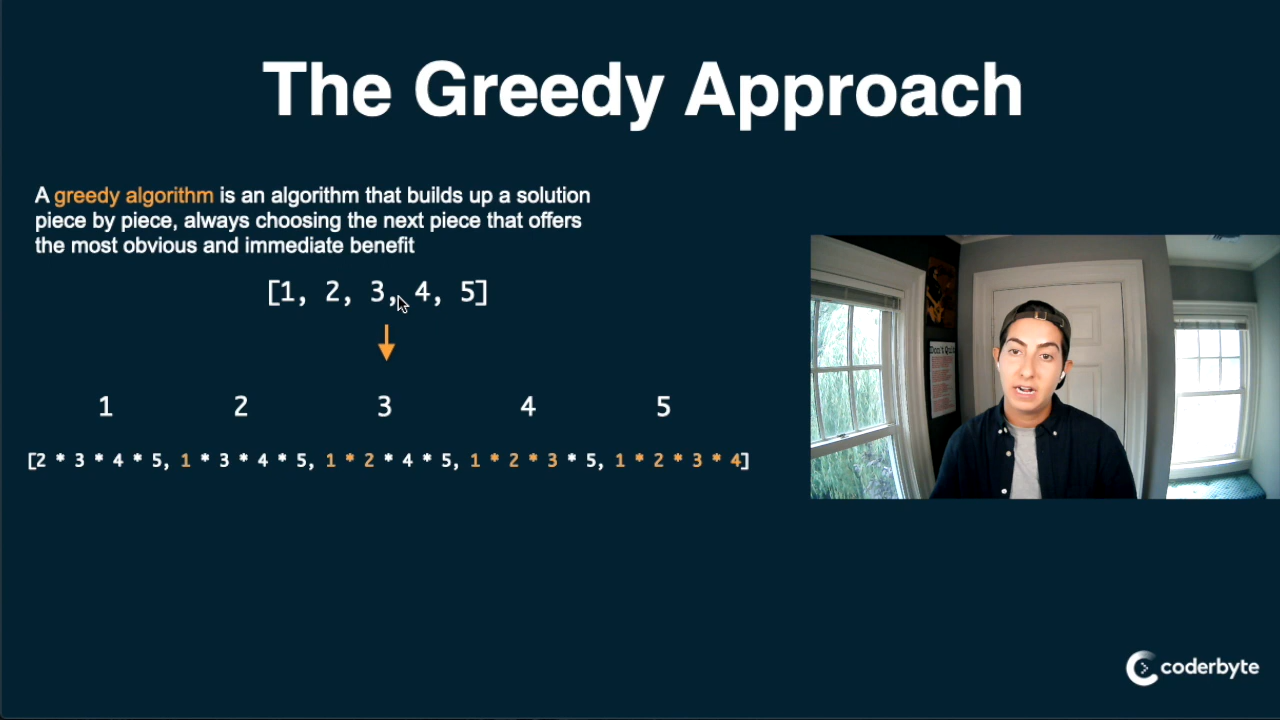 The Greedy Approach
A greedy algorithm is an algorithm that builds up a solution
piece by piece, always choosing the next piece that offers
the most obvious and immediate benefit
[1, 2, 3, 4, 5]
1 2 3 4 5
[2 * 3 * 4 * 5, 1 * 3 * 4 * 5, 1 * 2 * 4 * 5, 1 * 2 * 3 * 5, 1 * 2 * 3 * 4]
Don't Quit
coderbyte